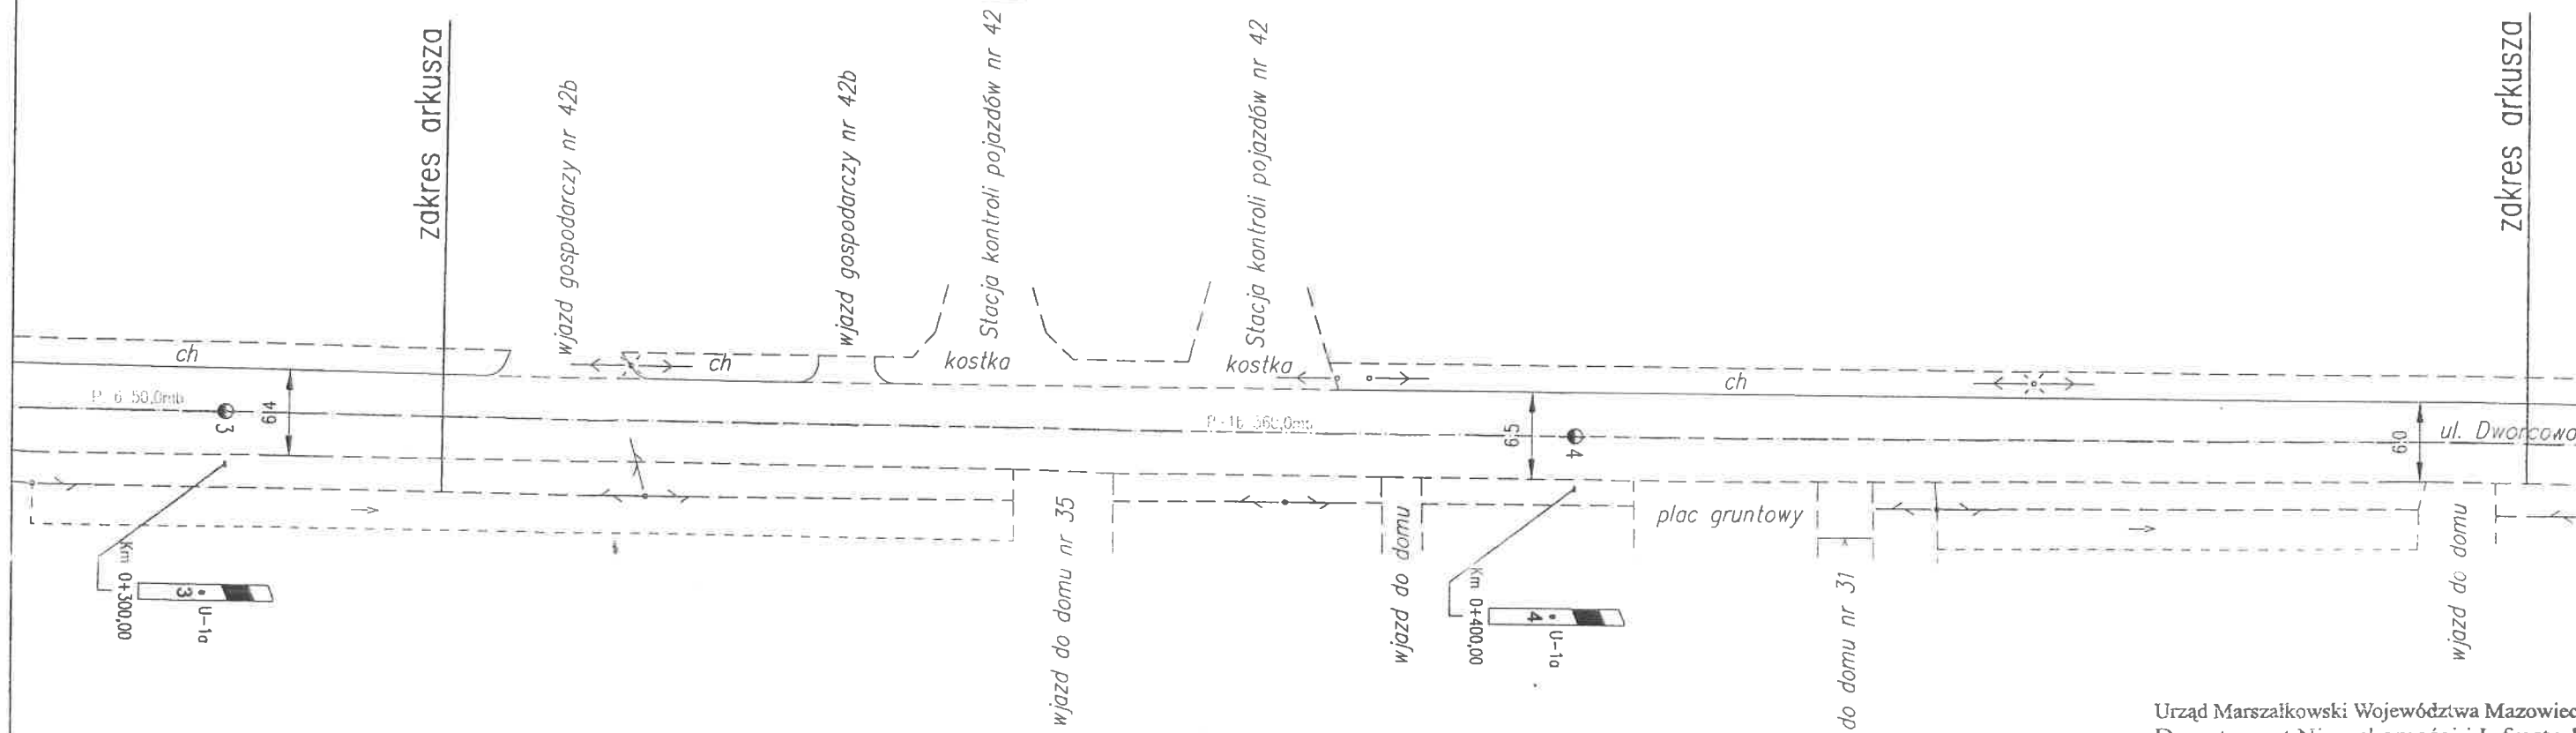 zakres arkusza
wjazd gospodarczy nr 42b
wjazd gospodarczy nr 42b
Stacja kontroli pojazdów nr 42
Stacja kontroli pojazdów nr 42
zakres arkusza
ch
ch
kostka
kostka
ch
3
6,4
6,5
4
6,0
ul. Dworcowa
Km 0+300,00
3
U-1a
wjazd do domu nr 35
wjazd do domu
Km 0+400,00
4
U-1a
plac gruntowy
do domu nr 31
wjazd do domu
Urząd Marszałkowski Województwa Mazowiec